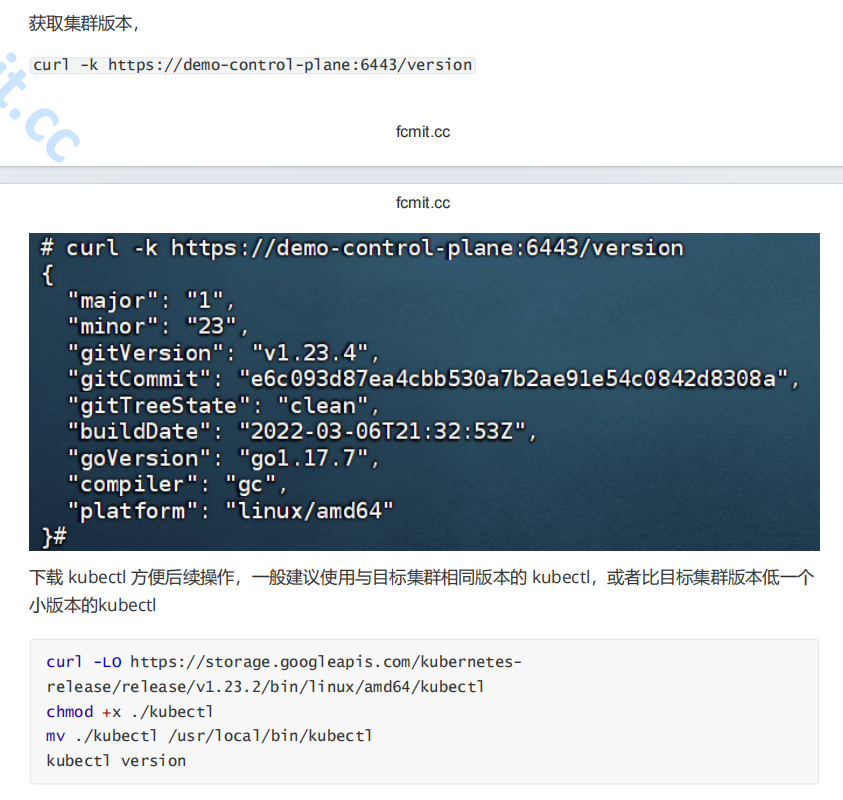 获取集群版本，
curl -k https://demo-control-plane:6443/version
it.cc
fcmit.cc
fcmit.cc
# curl -k https://demo-control-plane:6443/version
{
  "major": "1",
  "minor": "23",
  "gitVersion": "v1.23.4",
  "gitCommit": "e6c093d87ea4cbb530a7b2ae91e54c0842d8308a",
  "gitTreeState": "clean",
  "buildDate": "2022-03-06T21:32:53Z",
  "goVersion": "go1.17.7",
  "compiler": "gc",
  "platform": "linux/amd64"
}#
下载 kubectl 方便后续操作，一般建议使用与目标集群相同版本的 kubectl，或者比目标集群版本低一个
小版本的kubectl
curl -LO https://storage.googleapis.com/kubernetes-
release/release/v1.23.2/bin/linux/amd64/kubectl
chmod +x ./kubectl
mv ./kubectl /usr/local/bin/kubectl
kubectl version